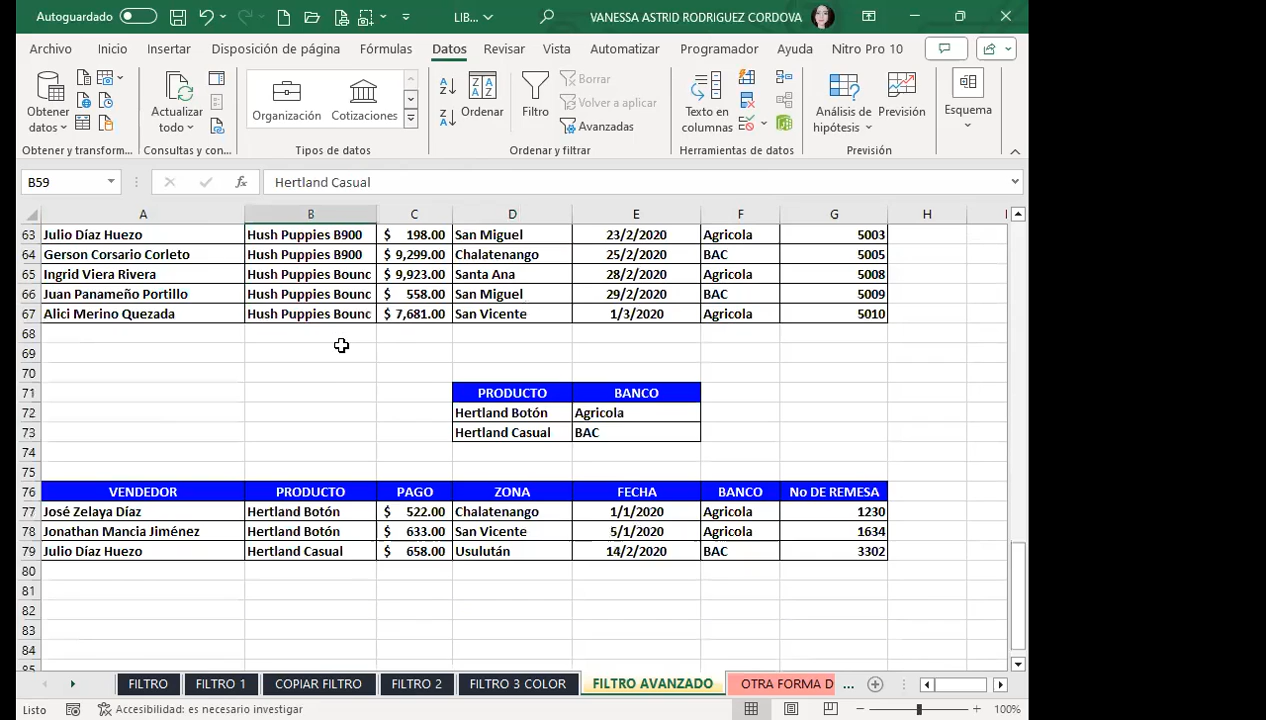 Autoguardado LIB... VANESSA ASTRID RODRIGUEZ CORDOVA
Archivo Inicio Insertar Disposición de página Fórmulas Datos Revisar Vista Automatizar Programador Ayuda Nitro Pro 10
Obtener datos
Actualizar todo
Organización Cotizaciones
Ordenar
Filtro
Borrar
Volver a aplicar
Avanzadas
Texto en columnas
Análisis de hipótesis
Previsión
Esquema
Obtener y transform... Consultas y con... Tipos de datos Ordenar y filtrar Herramientas de datos Previsión
B59 fx Hertland Casual
A B C D E F G H I
63 Julio Díaz Huezo Hush Puppies B900 $ 198.00 San Miguel 23/2/2020 Agricola 5003
64 Gerson Corsario Corleto Hush Puppies B900 $ 9,299.00 Chalatenango 25/2/2020 BAC 5005
65 Ingrid Viera Rivera Hush Puppies Bounc $ 9,923.00 Santa Ana 28/2/2020 Agricola 5008
66 Juan Panameño Portillo Hush Puppies Bounc $ 558.00 San Miguel 29/2/2020 BAC 5009
67 Alici Merino Quezada Hush Puppies Bounc $ 7,681.00 San Vicente 1/3/2020 Agricola 5010
68
69
70
71 PRODUCTO BANCO
72 Hertland Botón Agricola
73 Hertland Casual BAC
74
75
76 VENDEDOR PRODUCTO PAGO ZONA FECHA BANCO No DE REMESA
77 José Zelaya Díaz Hertland Botón $ 522.00 Chalatenango 1/1/2020 Agricola 1230
78 Jonathan Mancia Jiménez Hertland Botón $ 633.00 San Vicente 5/1/2020 Agricola 1634
79 Julio Díaz Huezo Hertland Casual $ 658.00 Usulután 14/2/2020 BAC 3302
80
81
82
83
84
85
FILTRO FILTRO 1 COPIAR FILTRO FILTRO 2 FILTRO 3 COLOR FILTRO AVANZADO OTRA FORMA D ...
Listo Accesibilidad: es necesario investigar 100%